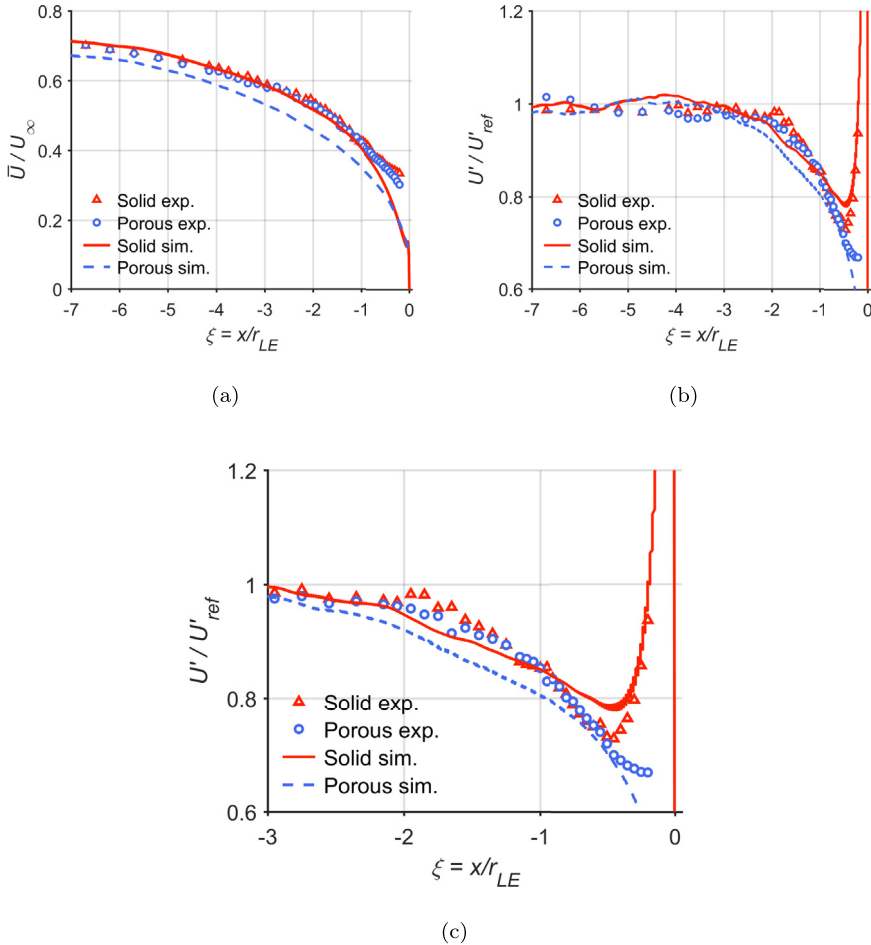 0.8
0.6
0.4
0.2
0
U̅ / U∞
Solid exp.
Porous exp.
Solid sim.
Porous sim.
-7 -6 -5 -4 -3 -2 -1 0
ξ = x/r_LE
(a)
1.2
1
0.8
0.6
U' / U'ref
Solid exp.
Porous exp.
Solid sim.
Porous sim.
-7 -6 -5 -4 -3 -2 -1 0
ξ = x/r_LE
(b)
1.2
1
0.8
0.6
U' / U'ref
Solid exp.
Porous exp.
Solid sim.
Porous sim.
-3 -2 -1 0
ξ = x/r_LE
(c)